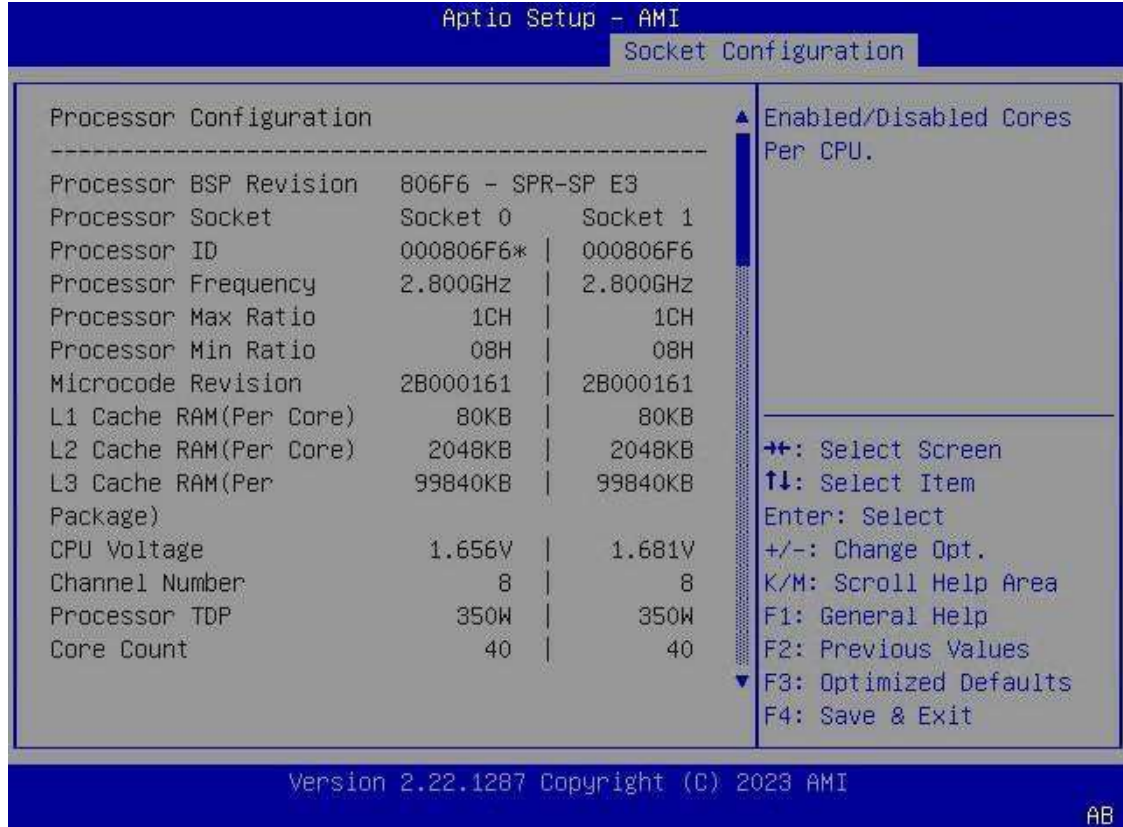 Aptio Setup – AMI
Socket Configuration
Processor Configuration
--------------------------------------------------
Processor BSP Revision 806F6 - SPR-SP E3
Processor Socket Socket 0 Socket 1
Processor ID 000806F6* | 000806F6
Processor Frequency 2.800GHz | 2.800GHz
Processor Max Ratio 1CH | 1CH
Processor Min Ratio 08H | 08H
Microcode Revision 2B000161 | 2B000161
L1 Cache RAM(Per Core) 80KB | 80KB
L2 Cache RAM(Per Core) 2048KB | 2048KB
L3 Cache RAM(Per 99840KB | 99840KB
Package)
CPU Voltage 1.656V | 1.681V
Channel Number 8 | 8
Processor TDP 350W | 350W
Core Count 40 | 40
Enabled/Disabled Cores
Per CPU.
→←: Select Screen
↑↓: Select Item
Enter: Select
+/-: Change Opt.
K/M: Scroll Help Area
F1: General Help
F2: Previous Values
F3: Optimized Defaults
F4: Save & Exit
Version 2.22.1287 Copyright (C) 2023 AMI
AB